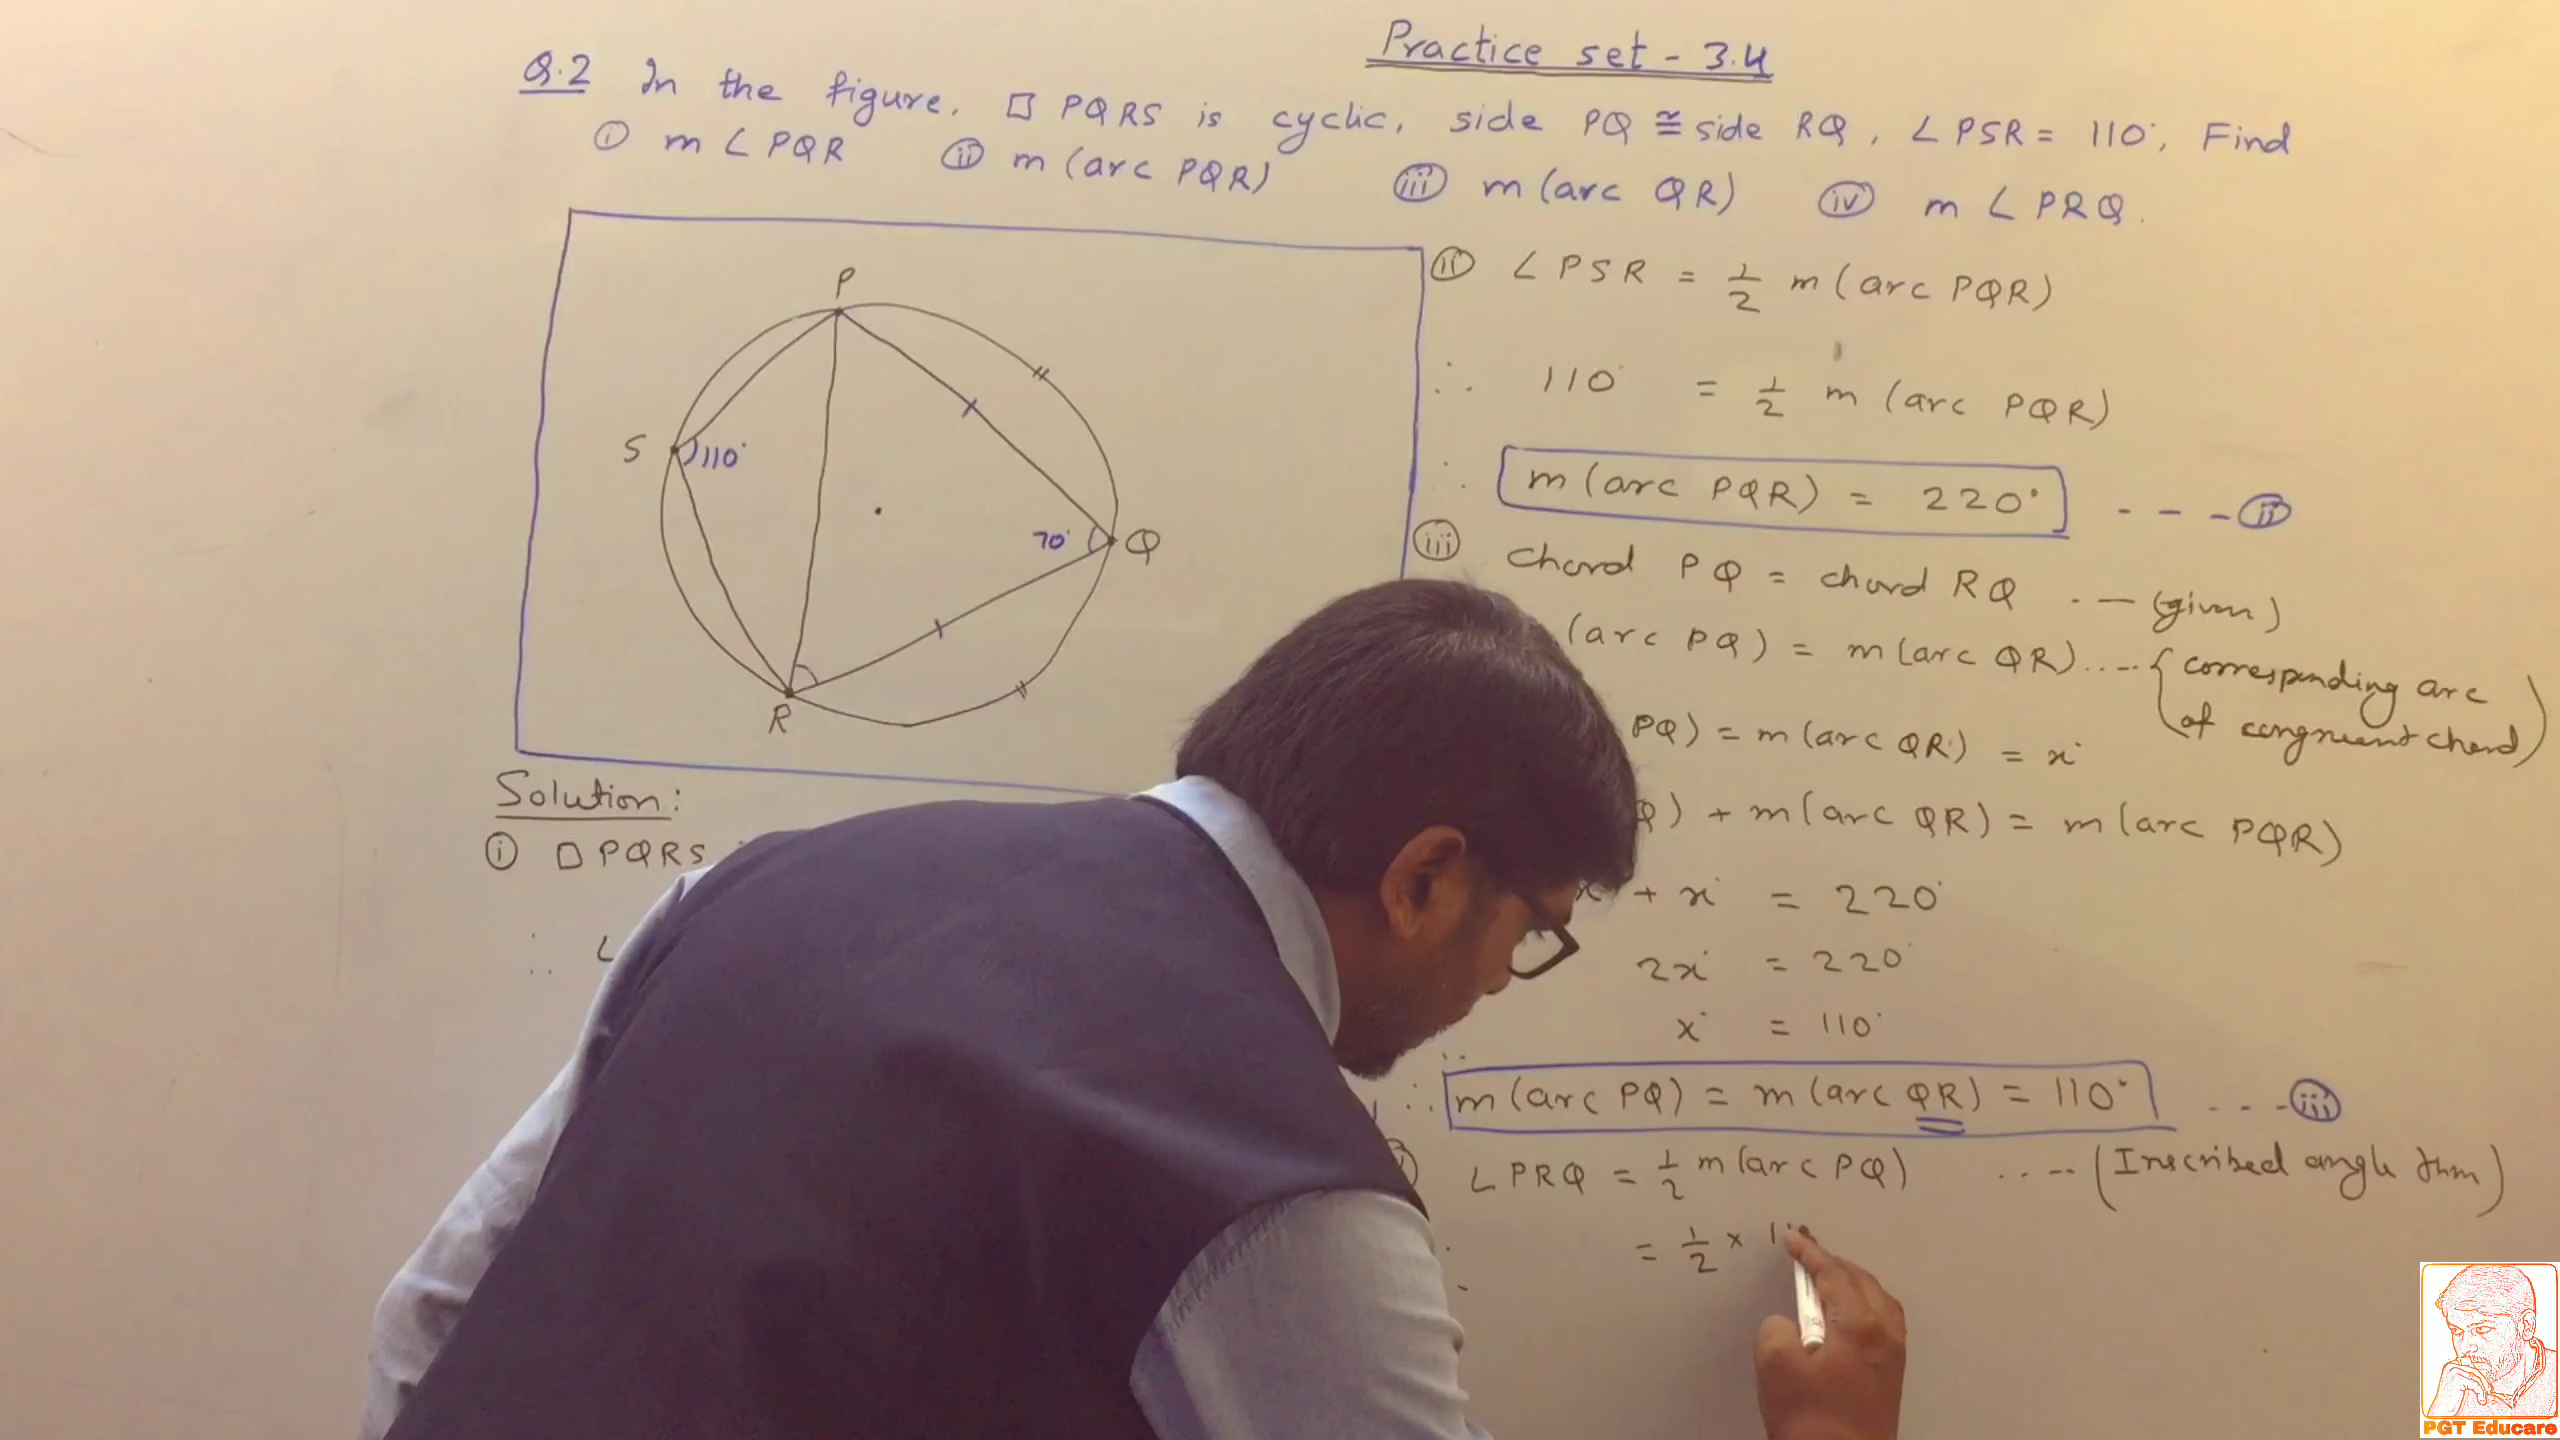 Practice set - 3.4
Q.2 In the figure, □ PQRS is cyclic, side PQ ≅ side RQ, ∠PSR = 110°, Find
(i) m∠PQR (ii) m(arc PQR) (iii) m(arc QR) (iv) m∠PRQ.
P
S 110°
70° Q
R
Solution:
(i) □PQRS
∴ ∠
(ii) ∠PSR = 1/2 m(arc PQR)
∴ 110° = 1/2 m(arc PQR)
∴ m(arc PQR) = 220° - - - (ii)
(iii) chord PQ = chord RQ - - (given)
(arc PQ) = m(arc QR) .... {corresponding arc
of congruent chord)
PQ) = m(arc QR) = x°
Q) + m(arc QR) = m(arc PQR)
x + x° = 220°
2x° = 220°
x° = 110°
∴ m(arc PQ) = m(arc QR) = 110° - - - (iii)
∠PRQ = 1/2 m(arc PQ) .... (Inscribed angle thm)
= 1/2 × 1
PGT Educare